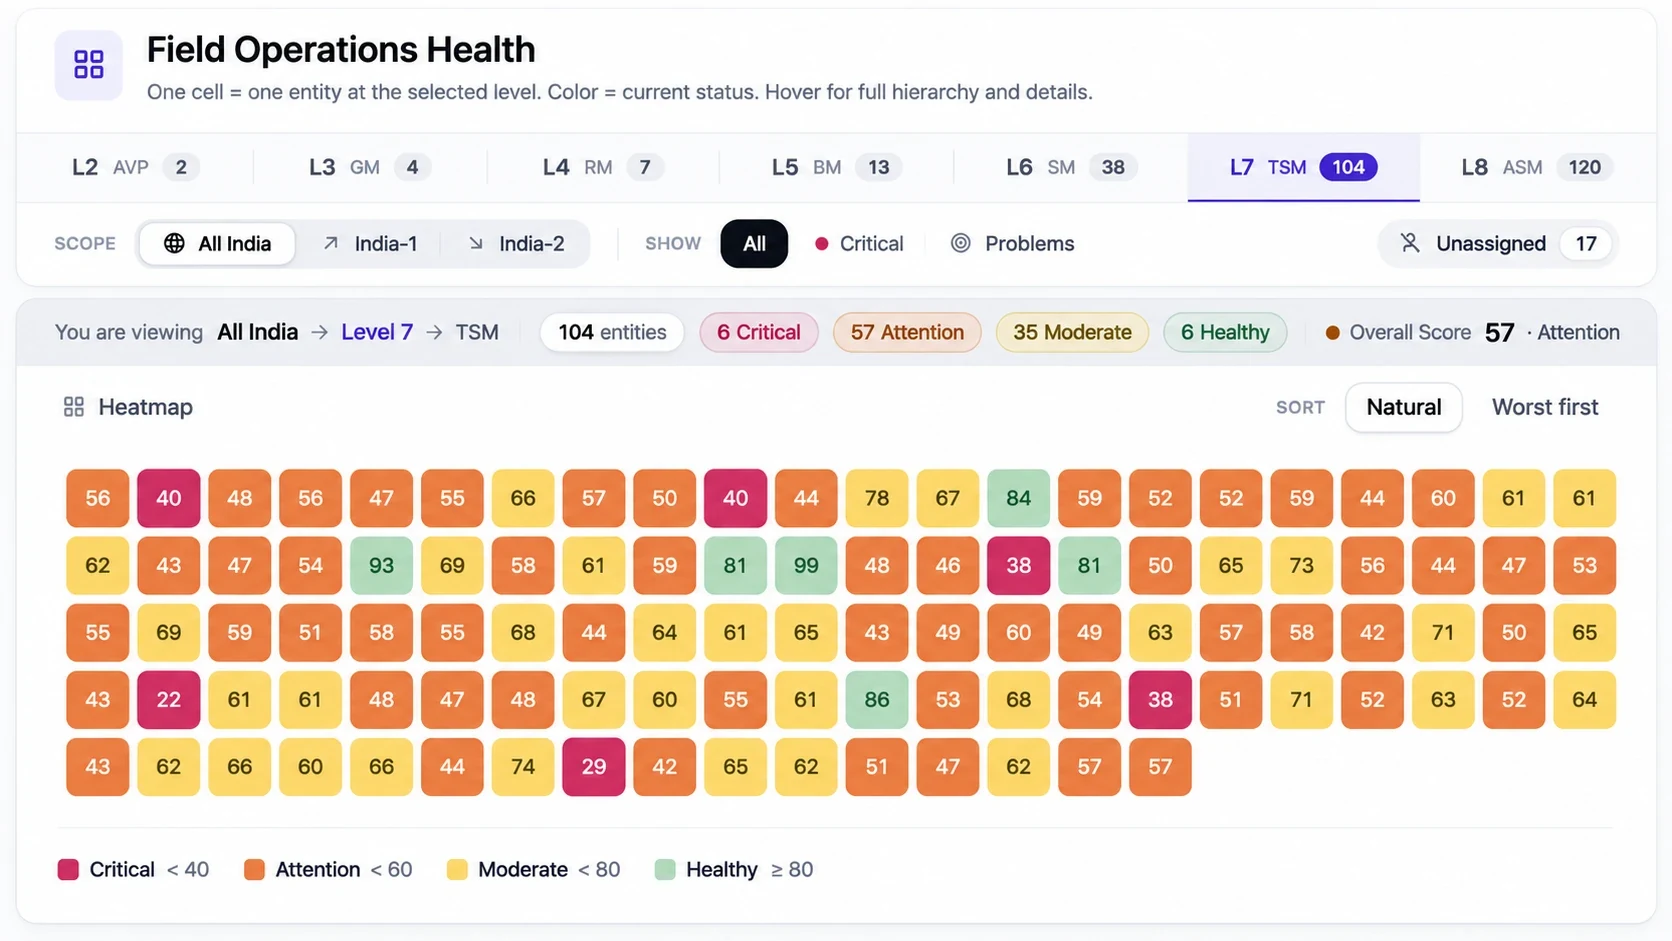 Field Operations Health
One cell = one entity at the selected level. Color = current status. Hover for full hierarchy and details.
L2 AVP 2 L3 GM 4 L4 RM 7 L5 BM 13 L6 SM 38 L7 TSM 104 L8 ASM 120
SCOPE All India India-1 India-2 SHOW All Critical Problems Unassigned 17
You are viewing All India → Level 7 → TSM 104 entities 6 Critical 57 Attention 35 Moderate 6 Healthy Overall Score 57 · Attention
Heatmap SORT Natural Worst first
56 40 48 56 47 55 66 57 50 40 44 78 67 84 59 52 52 59 44 60 61 61
62 43 47 54 93 69 58 61 59 81 99 48 46 38 81 50 65 73 56 44 47 53
55 69 59 51 58 55 68 44 64 61 65 43 49 60 49 63 57 58 42 71 50 65
43 22 61 61 48 47 48 67 60 55 61 86 53 68 54 38 51 71 52 63 52 64
43 62 66 60 66 44 74 29 42 65 62 51 47 62 57 57
Critical < 40 Attention < 60 Moderate < 80 Healthy ≥ 80